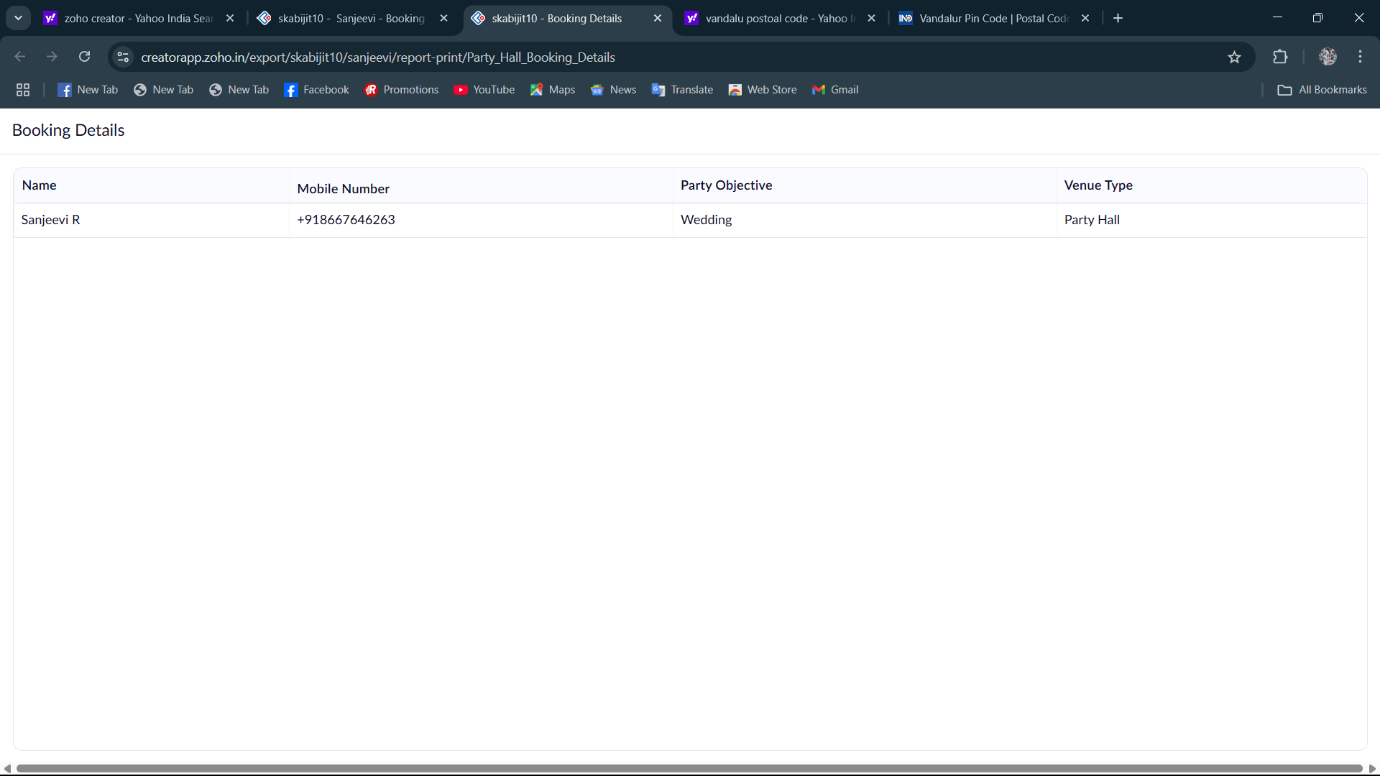 zoho creator - Yahoo India Sear
skabijit10 - Sanjeevi - Booking
skabijit10 - Booking Details
vandalu postoal code - Yahoo I
Vandalur Pin Code | Postal Cod
creatorapp.zoho.in/export/skabijit10/sanjeevi/report-print/Party_Hall_Booking_Details
New Tab New Tab New Tab Facebook Promotions YouTube Maps News Translate Web Store Gmail All Bookmarks
Booking Details
Name Mobile Number Party Objective Venue Type
Sanjeevi R +918667646263 Wedding Party Hall